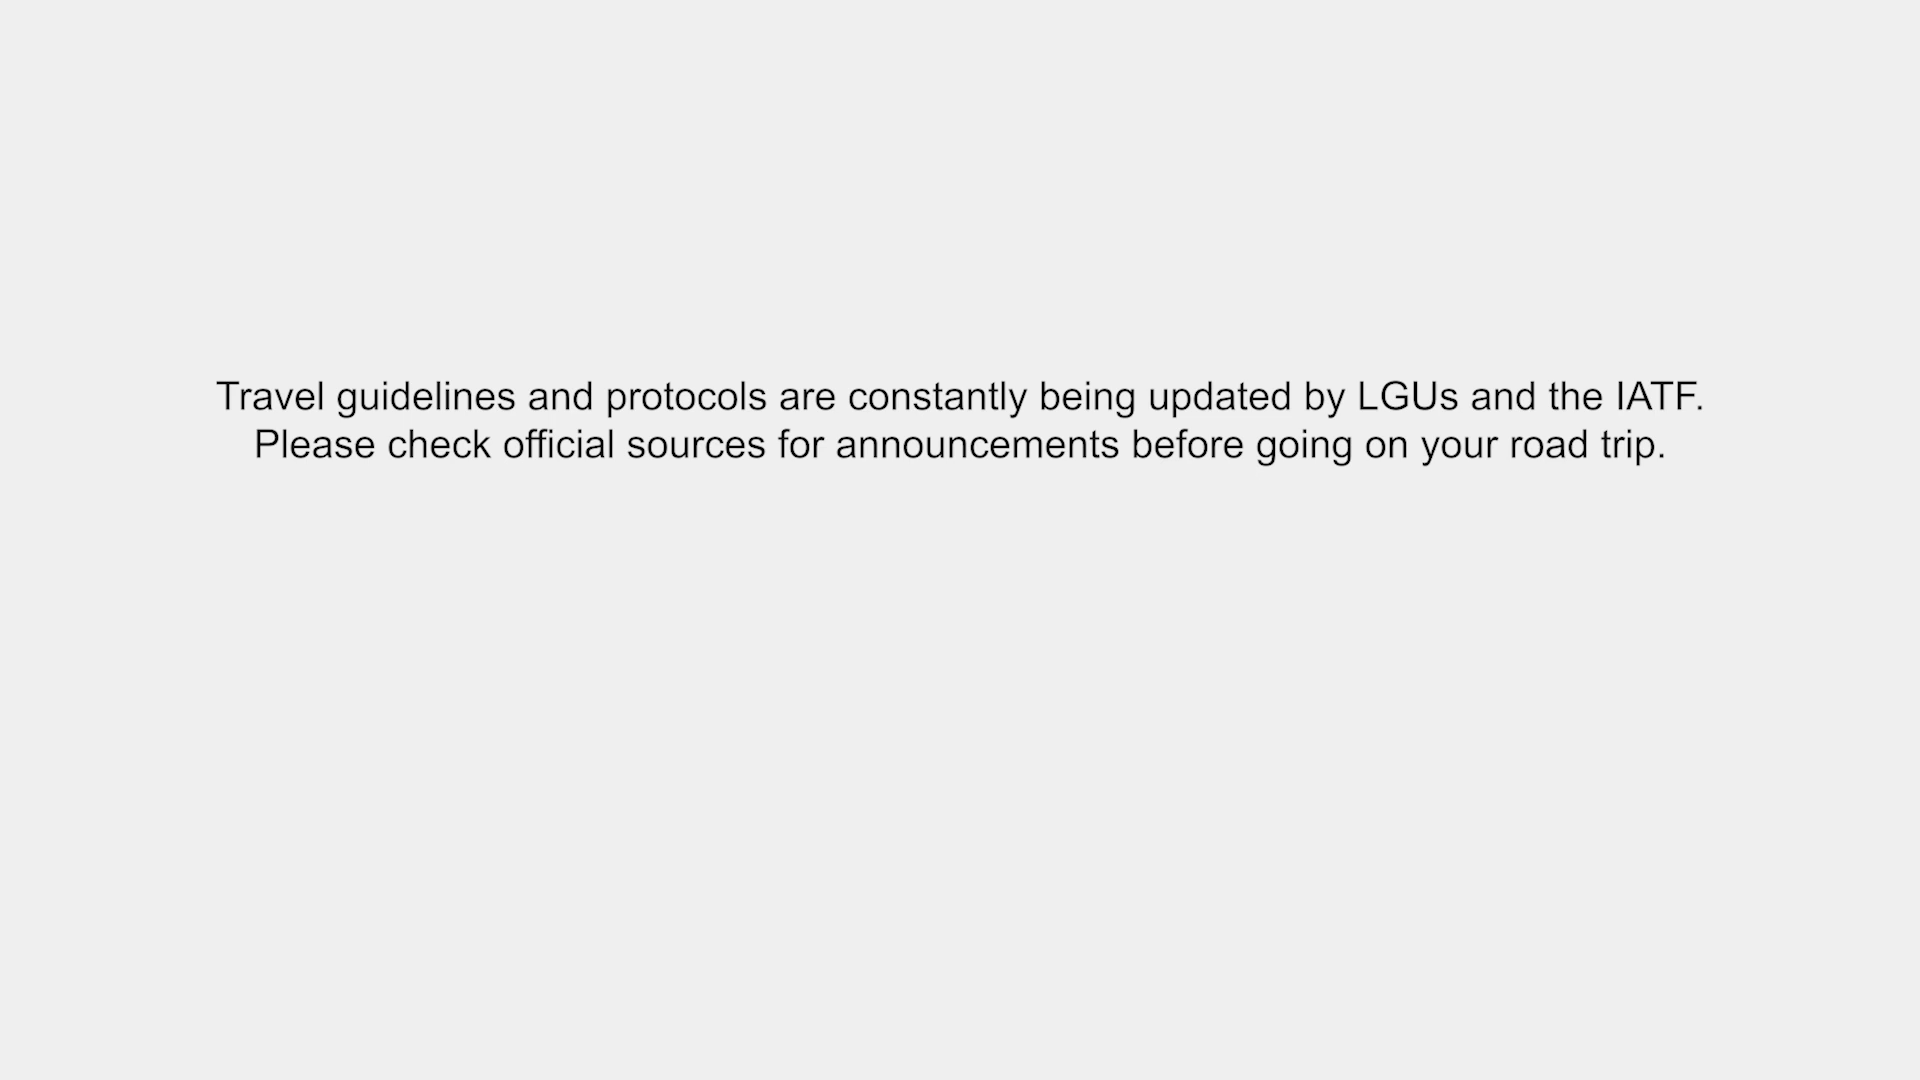 Travel guidelines and protocols are constantly being updated by LGUs and the IATF.
Please check official sources for announcements before going on your road trip.